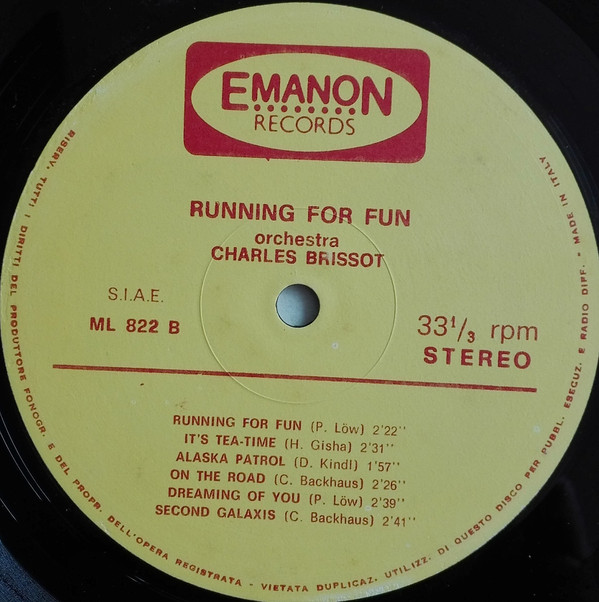 EMANON
RECORDS
RUNNING FOR FUN
orchestra
CHARLES BRISSOT
S.I.A.E.
ML 822 B
33 1/3 rpm
STEREO
RUNNING FOR FUN (P. Löw) 2'22''
IT'S TEA-TIME (H. Gisha) 2'31''
ALASKA PATROL (D. Kindl) 1'57''
ON THE ROAD (C. Backhaus) 2'26''
DREAMING OF YOU (P. Löw) 2'39''
SECOND GALAXIS (C. Backhaus) 2'41''
RISERV. TUTTI I DIRITTI DEL PRODUTTORE FONOGR. E DEL PROPR. DELL'OPERA REGISTRATA - VIETATA DUPLICAZ. UTILIZZ. DI QUESTO DISCO PER PUBBL. ESECUZ. E RADIO DIFF. - MADE IN ITALY